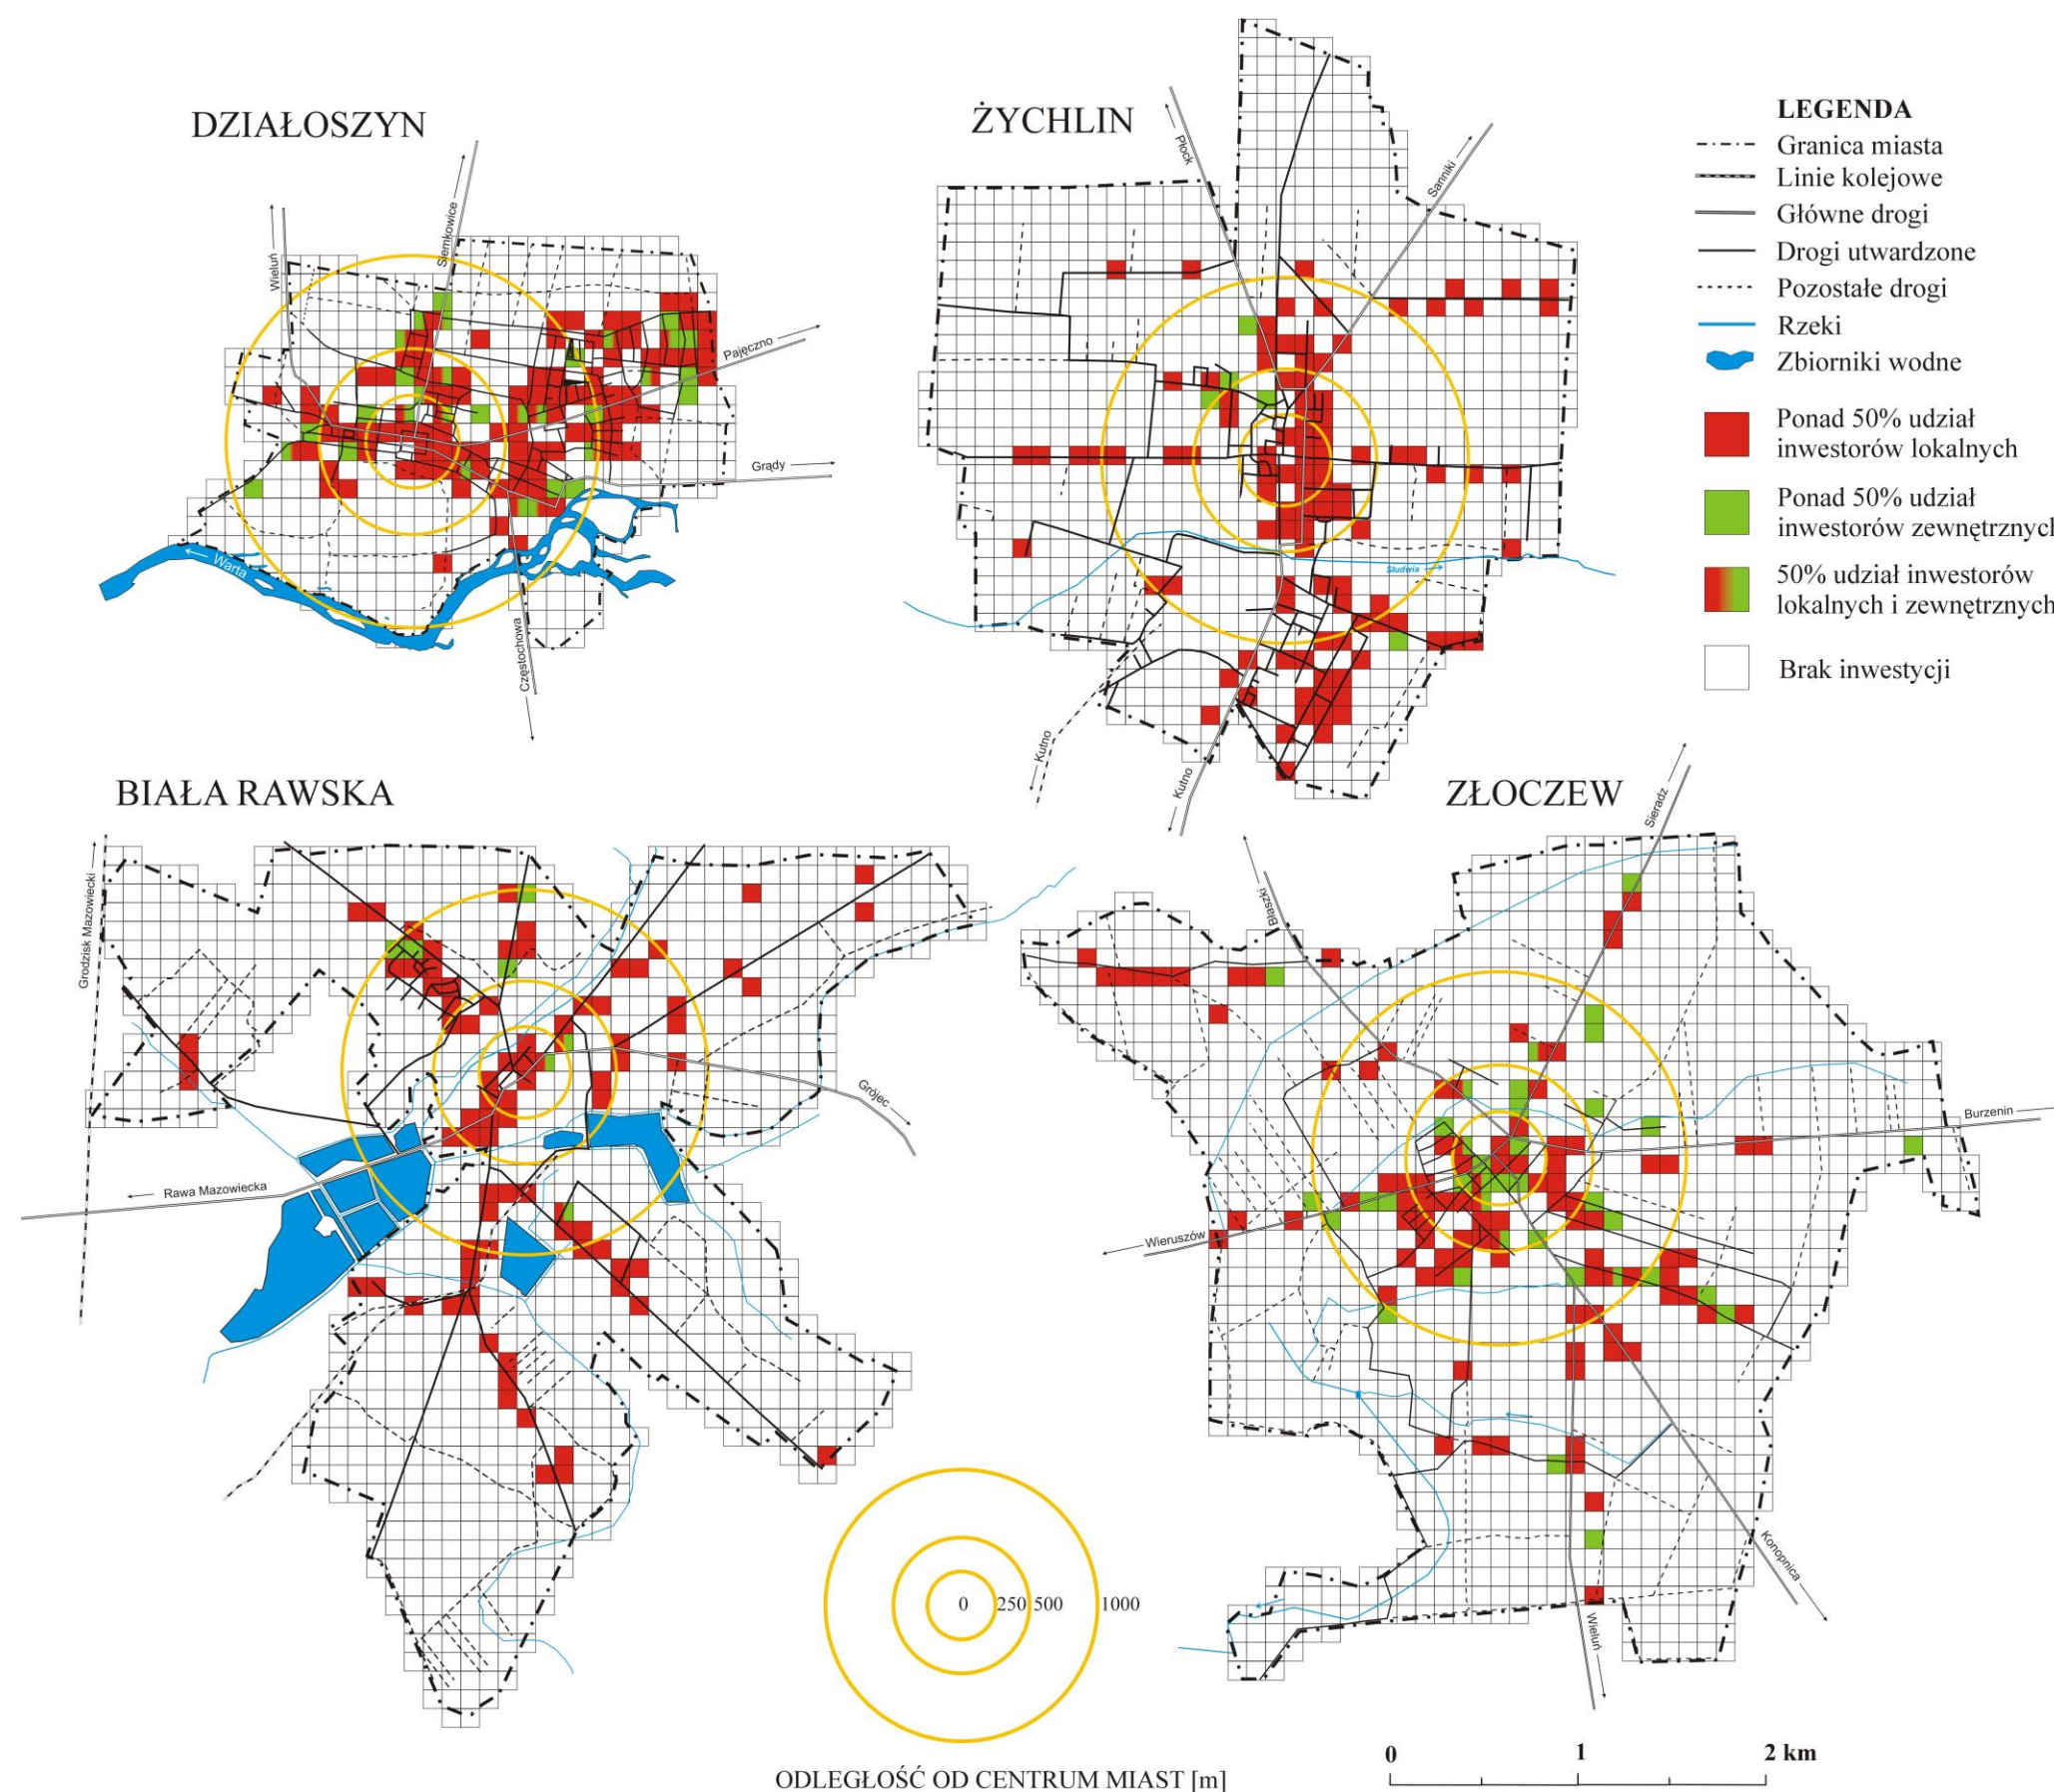 DZIAŁOSZYN
Wieluń
Siemkowice
Pajęczno
Grądy
Warta
Częstochowa
ŻYCHLIN
Płock
Sanniki
Słudwia
Kutno
Kutno
LEGENDA
Granica miasta
Linie kolejowe
Główne drogi
Drogi utwardzone
Pozostałe drogi
Rzeki
Zbiorniki wodne
Ponad 50% udział
inwestorów lokalnych
Ponad 50% udział
inwestorów zewnętrznych
50% udział inwestorów
lokalnych i zewnętrznych
Brak inwestycji
BIAŁA RAWSKA
Grodzisk Mazowiecki
Grójec
Rawa Mazowiecka
ZŁOCZEW
Sieradz
Błaszki
Burzenin
Wieruszów
Konopnica
Wieluń
0 250 500 1000
ODLEGŁOŚĆ OD CENTRUM MIAST [m]
0 1 2 km